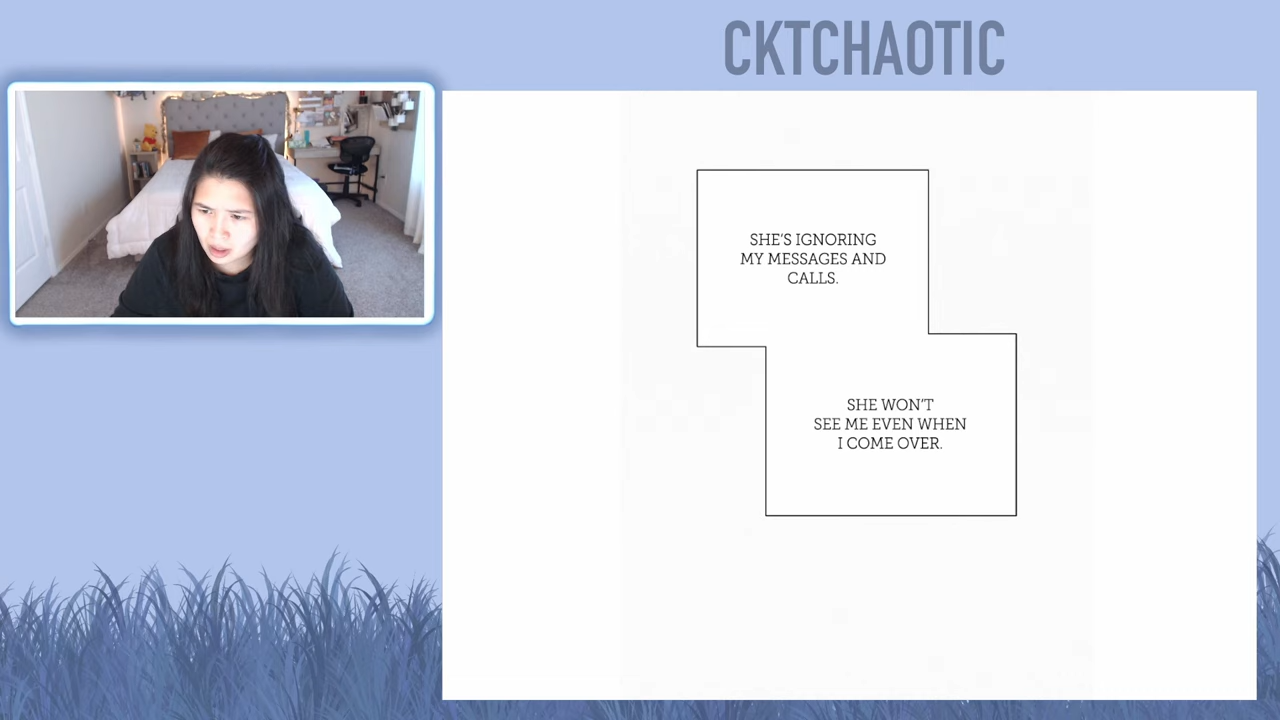 CKTCHAOTIC
SHE'S IGNORING
MY MESSAGES AND
CALLS.
SHE WON'T
SEE ME EVEN WHEN
I COME OVER.